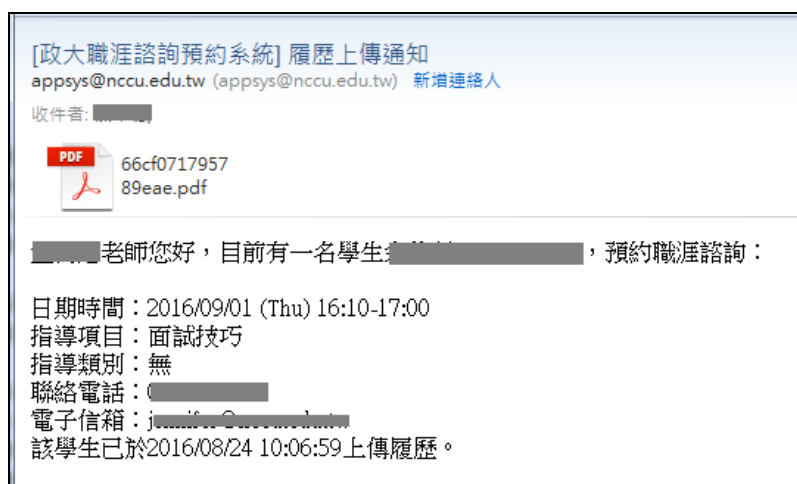 [政大職涯諮詢預約系統] 履歷上傳通知
appsys@nccu.edu.tw (appsys@nccu.edu.tw) 新增連絡人
收件者:
PDF
66cf0717957
89eae.pdf
老師您好，目前有一名學生，預約職涯諮詢：
日期時間：2016/09/01 (Thu) 16:10-17:00
指導項目：面試技巧
指導類別：無
聯絡電話：
電子信箱：
該學生已於2016/08/24 10:06:59上傳履歷。